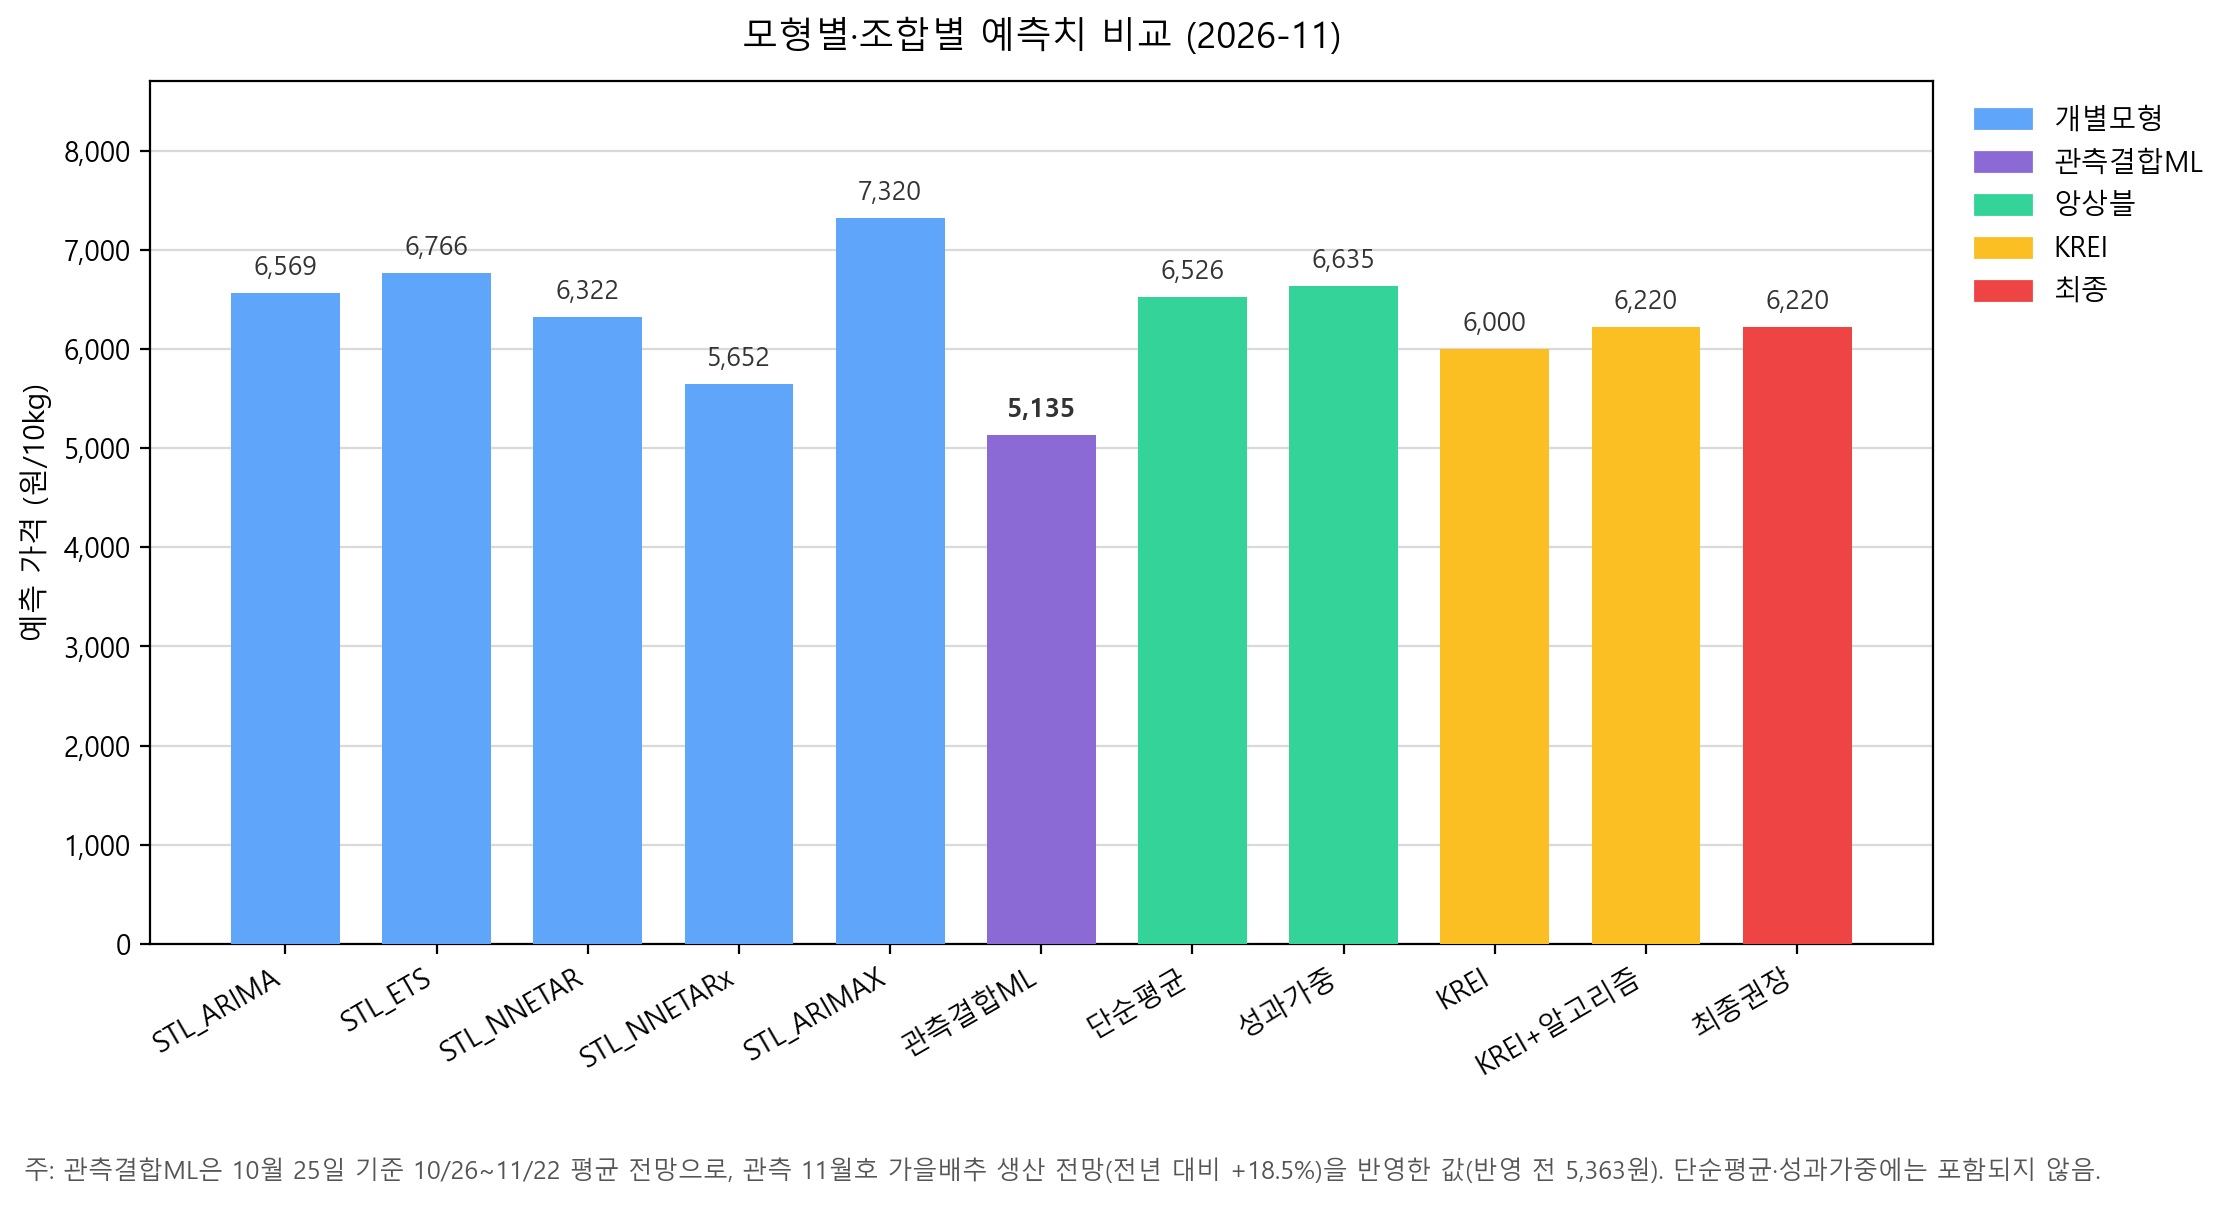 모형별·조합별 예측치 비교 (2026-11)
예측 가격 (원/10kg)
8,000
7,000
6,000
5,000
4,000
3,000
2,000
1,000
0
6,569
6,766
6,322
5,652
7,320
5,135
6,526
6,635
6,000
6,220
6,220
STL_ARIMA
STL_ETS
STL_NNETAR
STL_NNETARx
STL_ARIMAX
관측결합ML
단순평균
성과가중
KREI
KREI+알고리즘
최종권장
개별모형
관측결합ML
앙상블
KREI
최종
주: 관측결합ML은 10월 25일 기준 10/26~11/22 평균 전망으로, 관측 11월호 가을배추 생산 전망(전년 대비 +18.5%)을 반영한 값(반영 전 5,363원). 단순평균·성과가중에는 포함되지 않음.